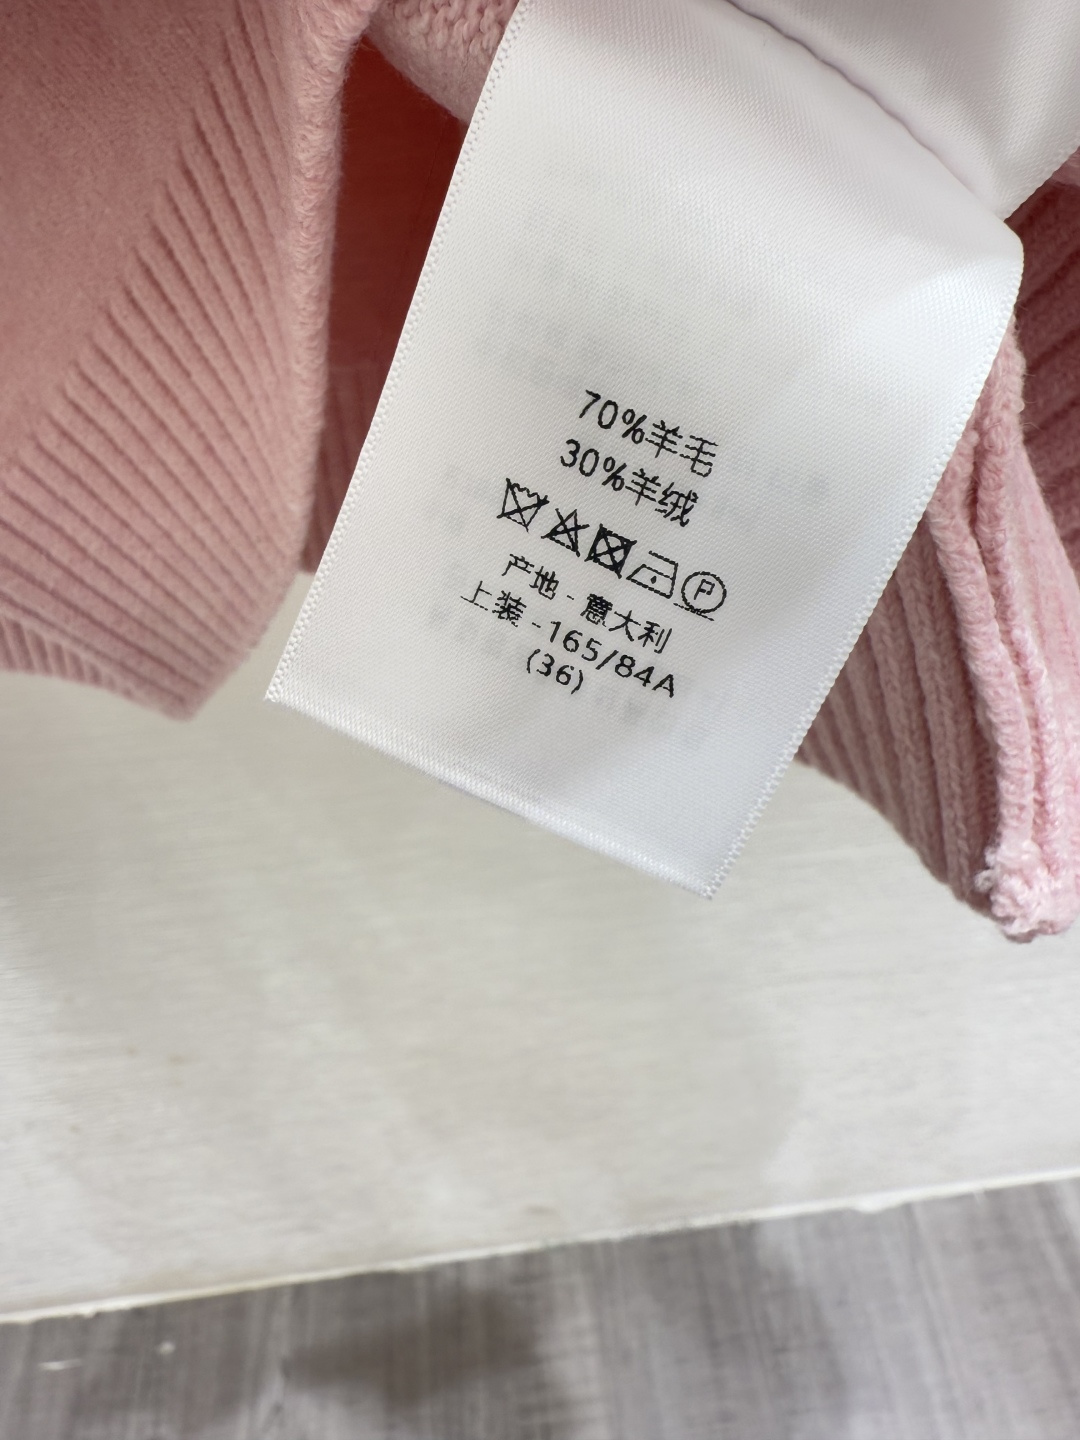 70%羊毛
30%羊绒
P
产地 - 意大利
上装 -165/84A
(36)